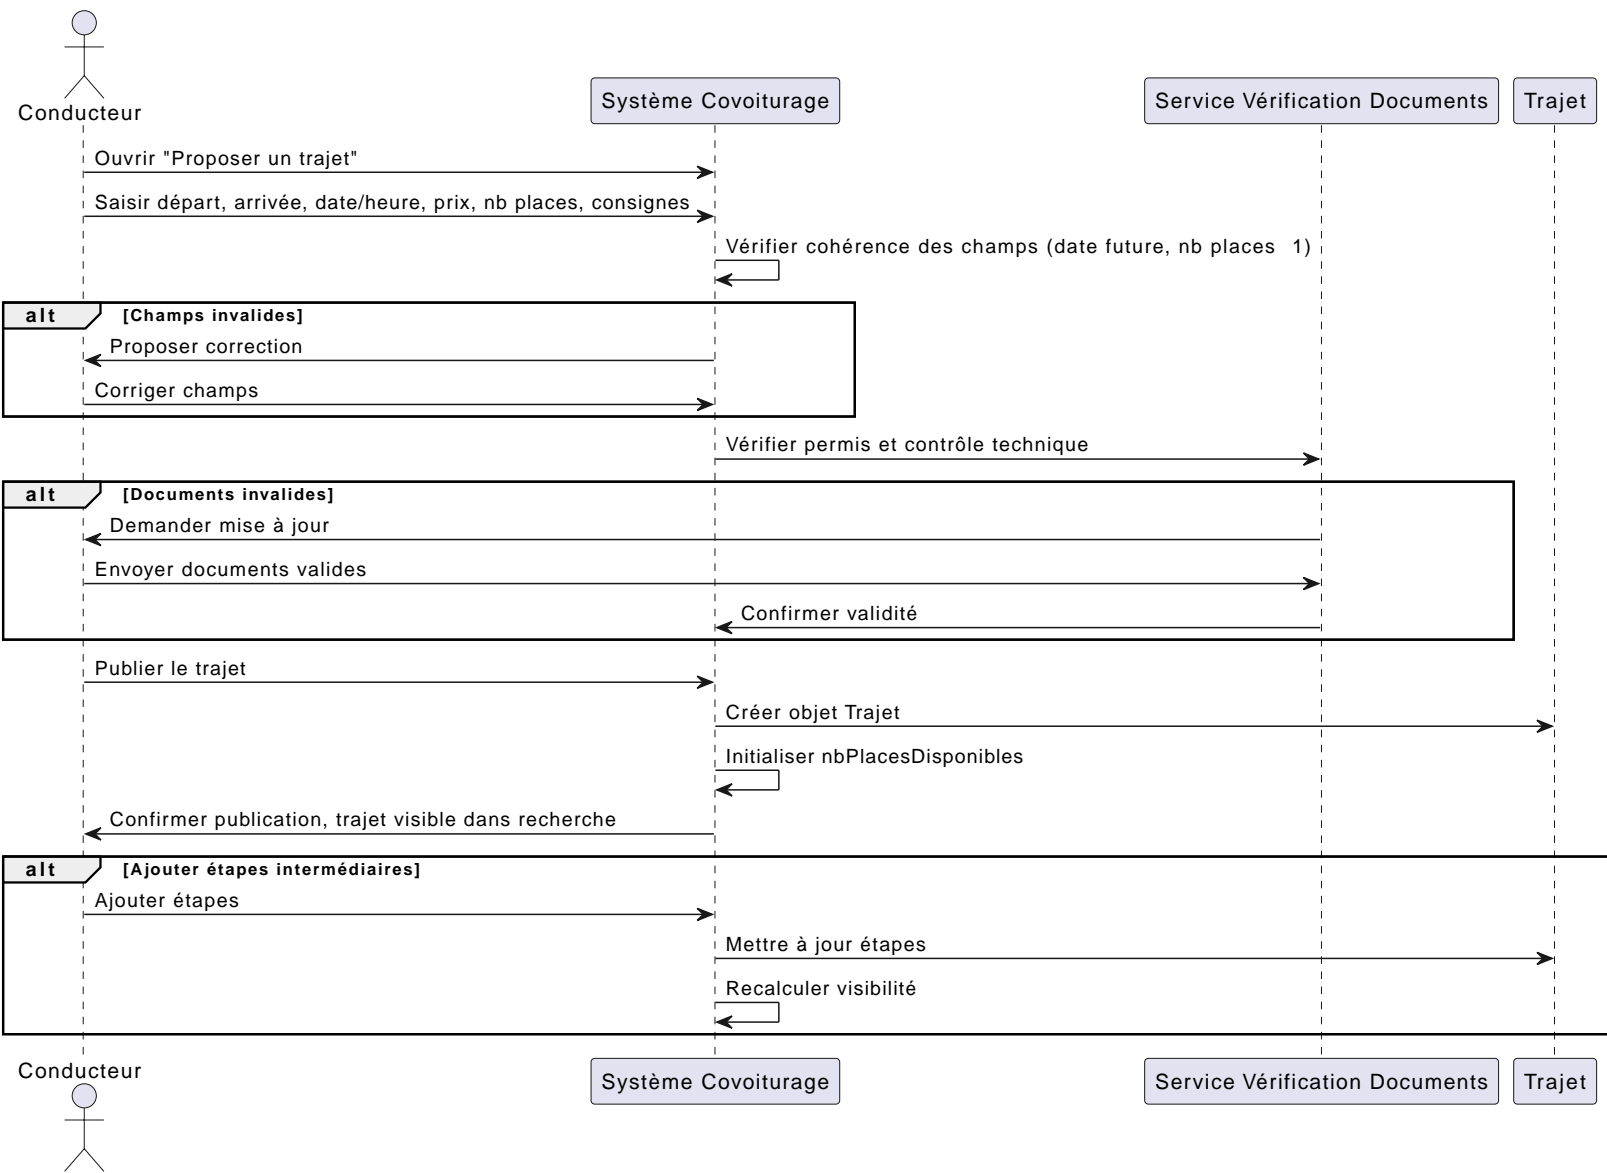 Conducteur
Système Covoiturage
Service Vérification Documents
Trajet
Ouvrir "Proposer un trajet"
Saisir départ, arrivée, date/heure, prix, nb places, consignes
Vérifier cohérence des champs (date future, nb places  1)
alt [Champs invalides]
Proposer correction
Corriger champs
Vérifier permis et contrôle technique
alt [Documents invalides]
Demander mise à jour
Envoyer documents valides
Confirmer validité
Publier le trajet
Créer objet Trajet
Initialiser nbPlacesDisponibles
Confirmer publication, trajet visible dans recherche
alt [Ajouter étapes intermédiaires]
Ajouter étapes
Mettre à jour étapes
Recalculer visibilité
Conducteur
Système Covoiturage
Service Vérification Documents
Trajet